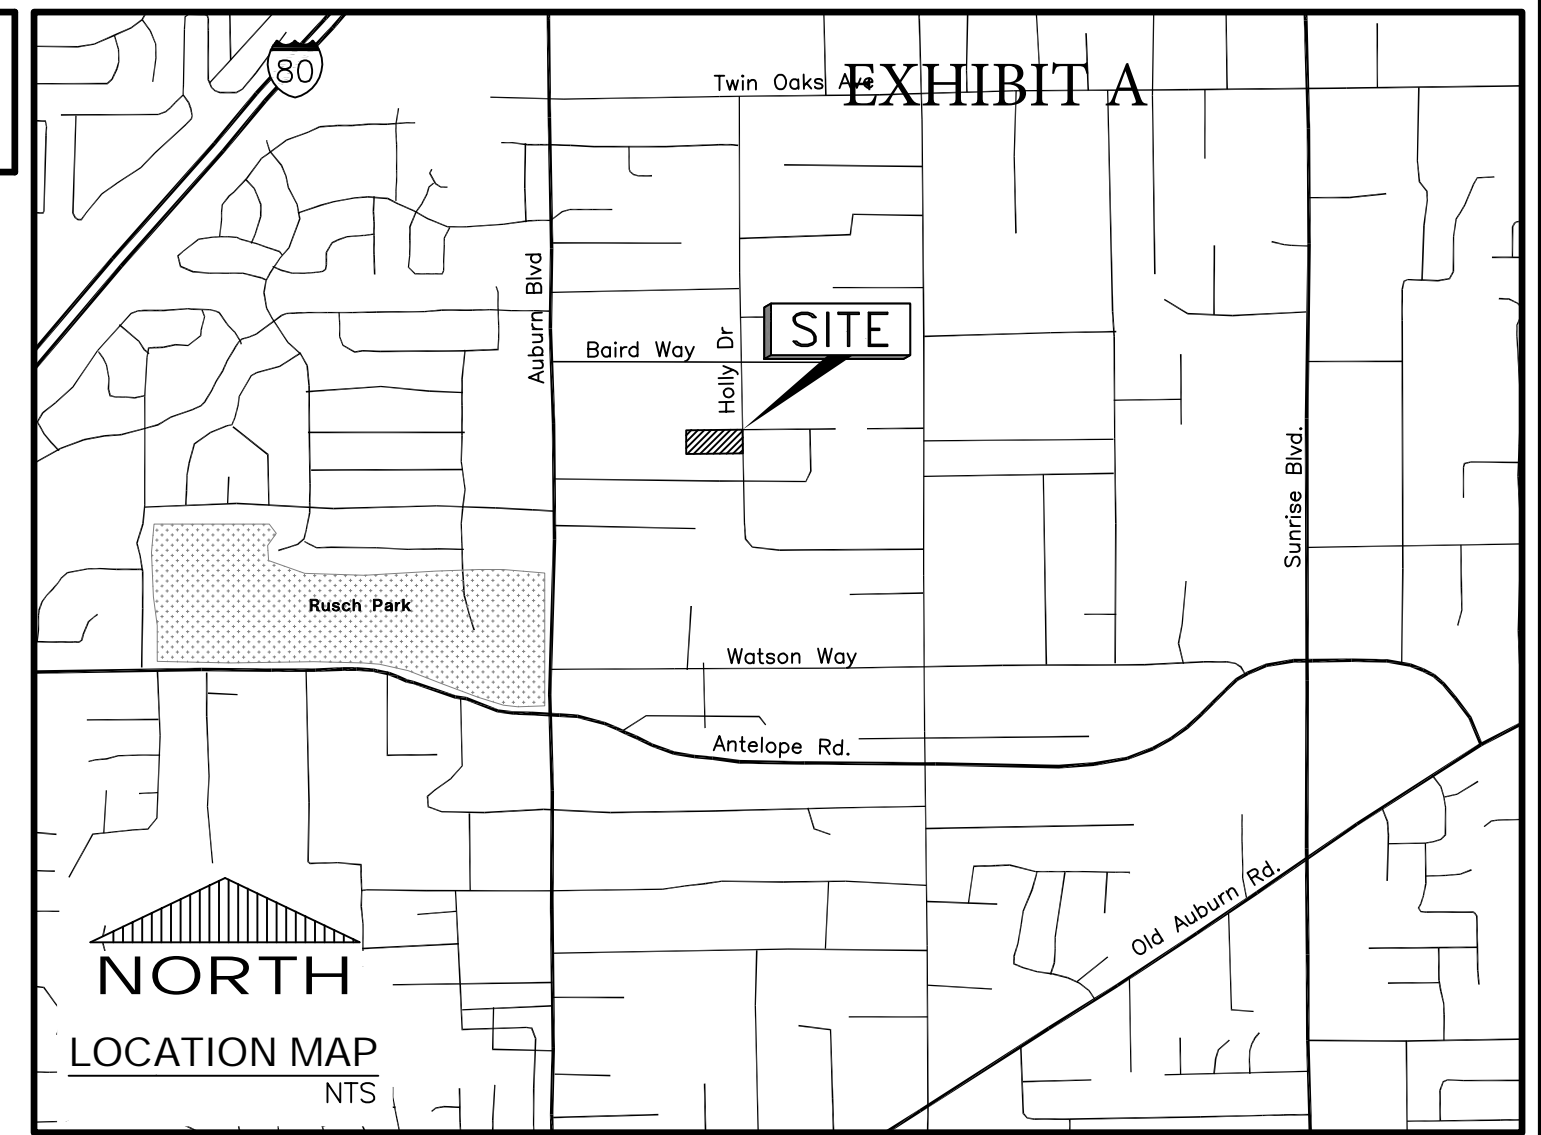 80
Twin Oaks Ave
EXHIBIT A
Auburn Blvd
Baird Way
Holly Dr
SITE
Sunrise Blvd.
Rusch Park
Watson Way
Antelope Rd.
Old Auburn Rd.
NORTH
LOCATION MAP
NTS